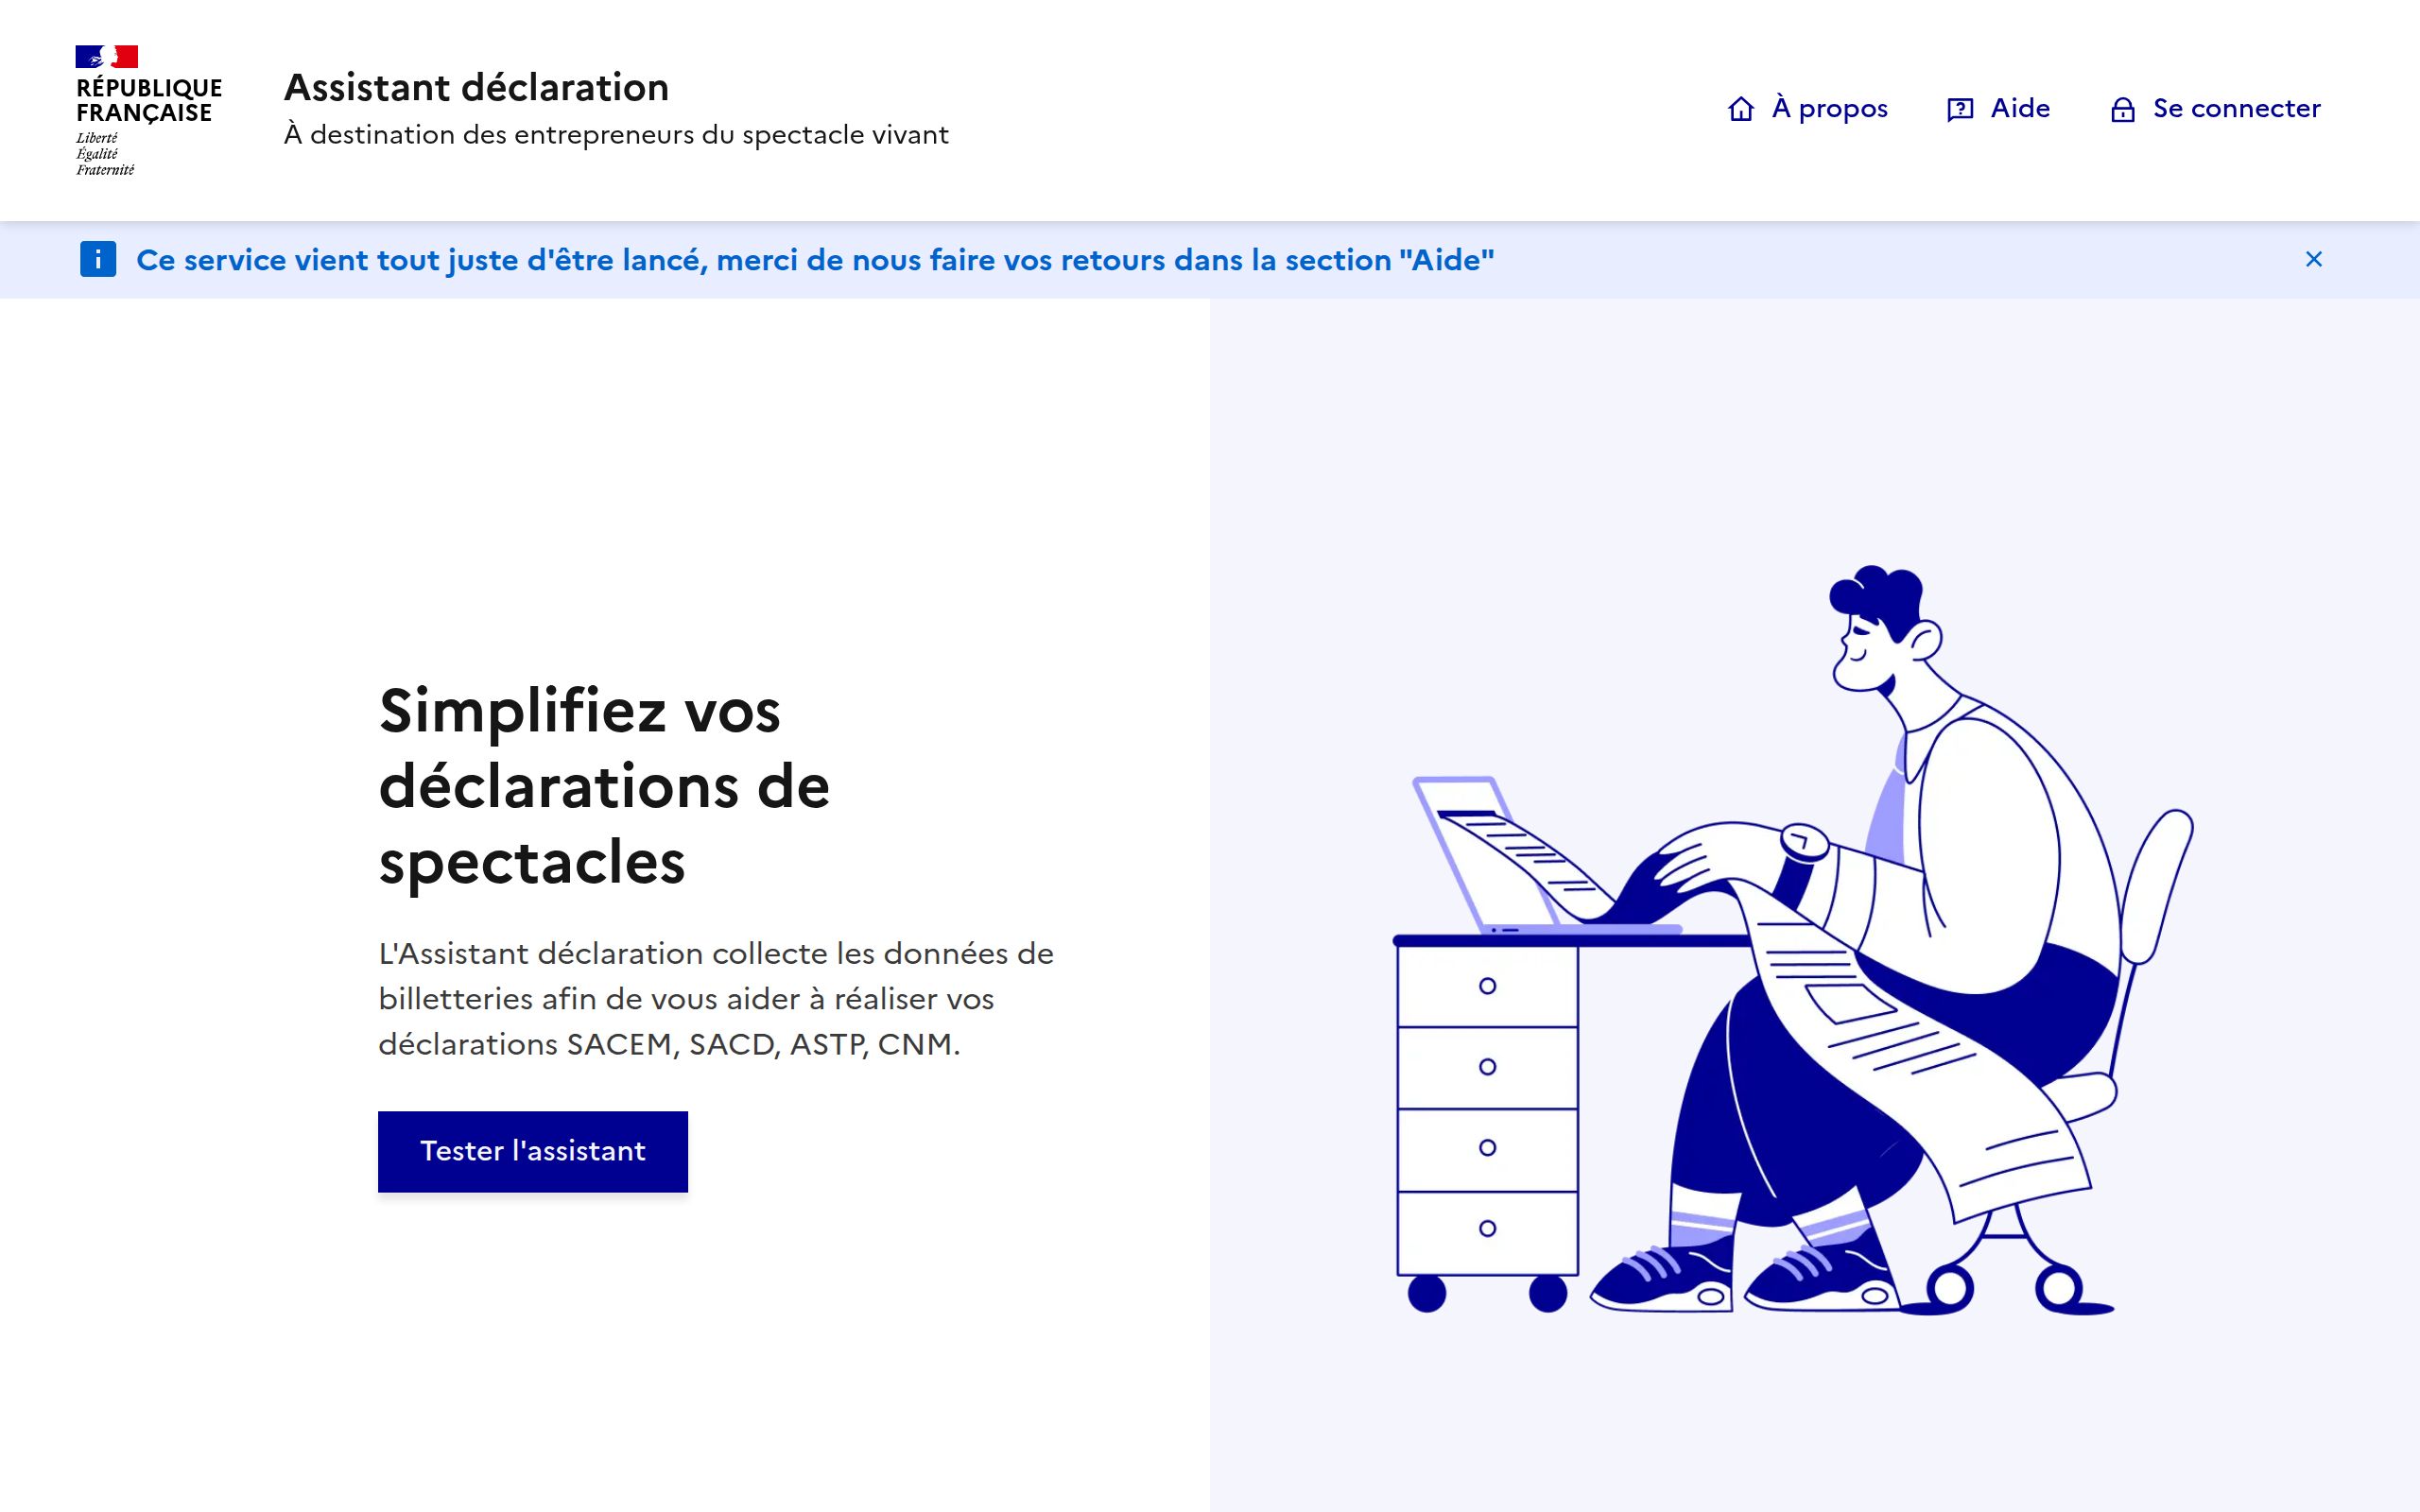 RÉPUBLIQUE
FRANÇAISE
Liberté
Égalité
Fraternité
Assistant déclaration
À destination des entrepreneurs du spectacle vivant
À propos
Aide
Se connecter
Ce service vient tout juste d'être lancé, merci de nous faire vos retours dans la section "Aide"
Simplifiez vos
déclarations de
spectacles
L'Assistant déclaration collecte les données de
billetteries afin de vous aider à réaliser vos
déclarations SACEM, SACD, ASTP, CNM.
Tester l'assistant